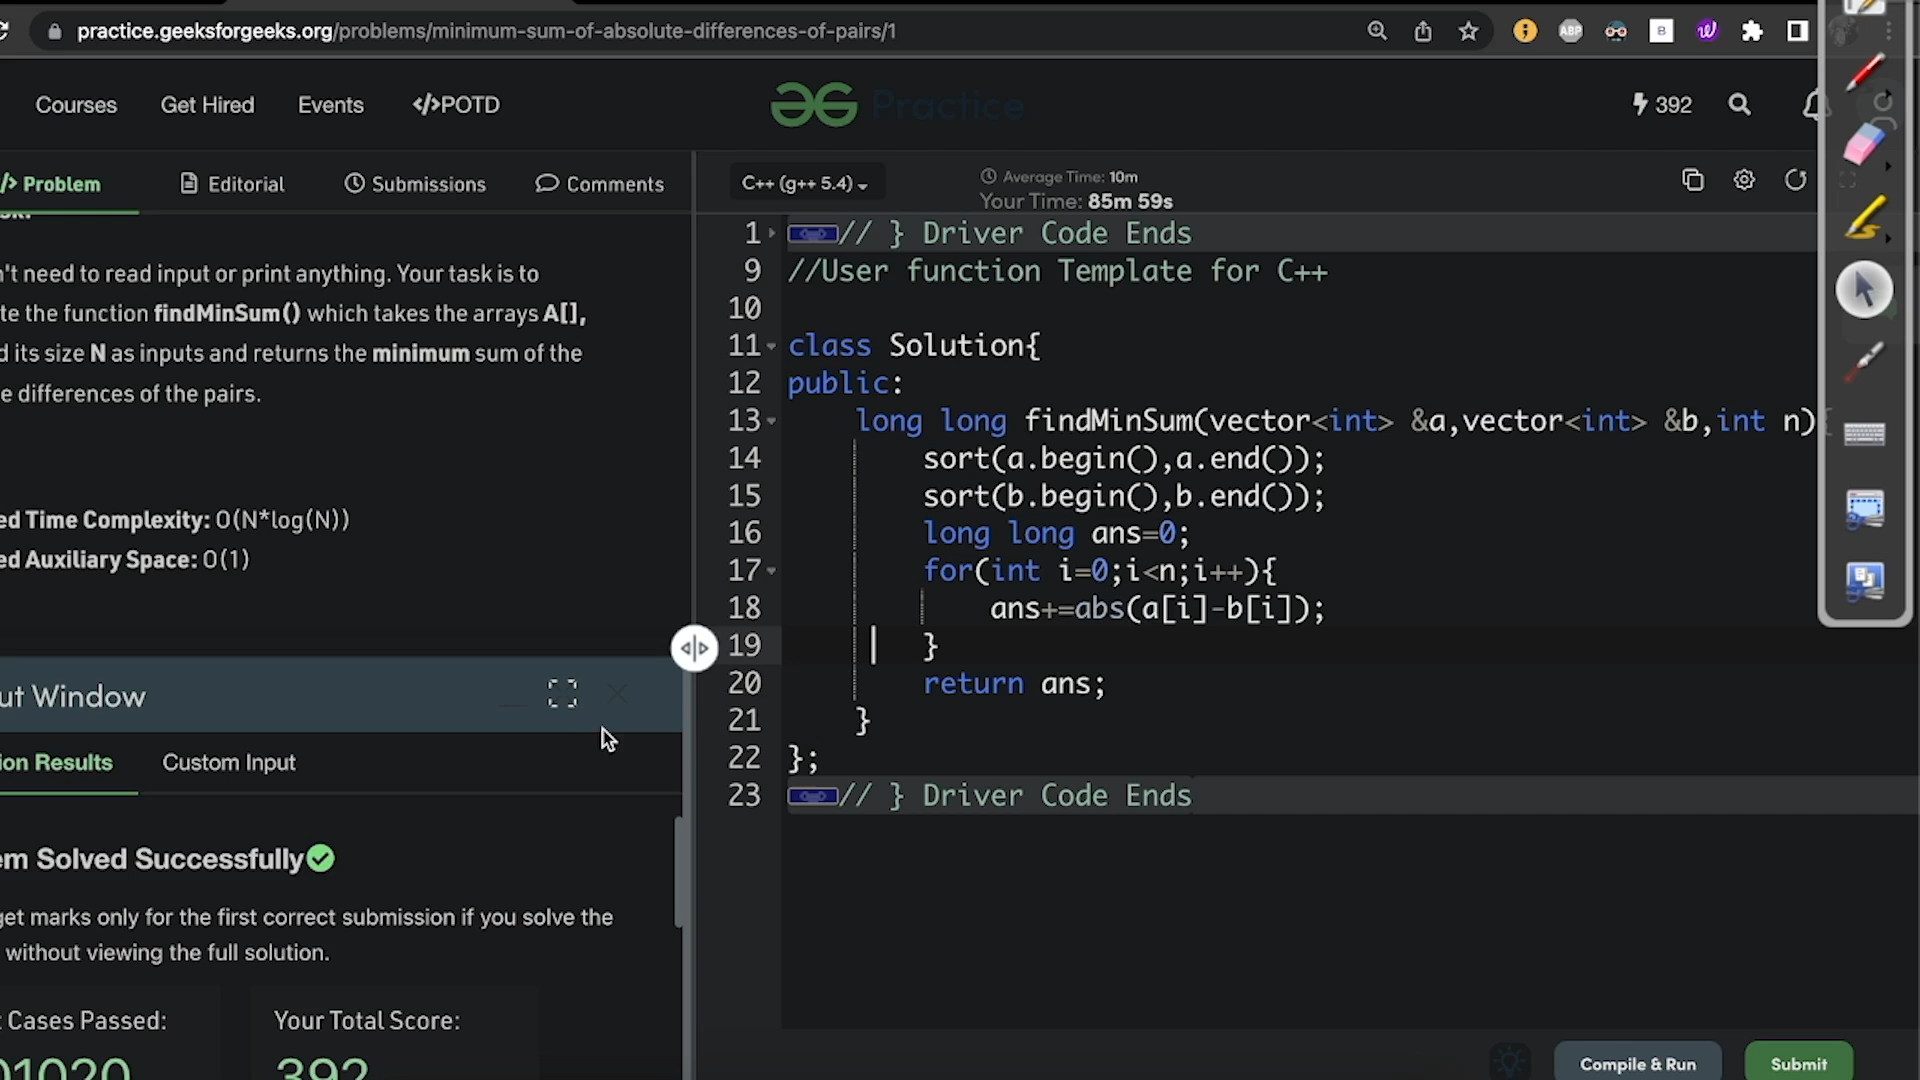 practice.geeksforgeeks.org/problems/minimum-sum-of-absolute-differences-of-pairs/1
ABP
B
Courses Get Hired Events </>POTD
Practice
392
/> Problem Editorial Submissions Comments
C++ (g++ 5.4)
Average Time: 10m
Your Time: 85m 59s
n't need to read input or print anything. Your task is to
te the function findMinSum() which takes the arrays A[],
d its size N as inputs and returns the minimum sum of the
e differences of the pairs.
ed Time Complexity: O(N*log(N))
ed Auxiliary Space: O(1)
ut Window
ion Results Custom Input
em Solved Successfully
get marks only for the first correct submission if you solve the
without viewing the full solution.
Cases Passed: Your Total Score:
01020 392
1 // } Driver Code Ends
9 //User function Template for C++
10
11 class Solution{
12 public:
13 long long findMinSum(vector<int> &a,vector<int> &b,int n){
14 sort(a.begin(),a.end());
15 sort(b.begin(),b.end());
16 long long ans=0;
17 for(int i=0;i<n;i++){
18 ans+=abs(a[i]-b[i]);
19 }
20 return ans;
21 }
22 };
23 // } Driver Code Ends
Compile & Run Submit